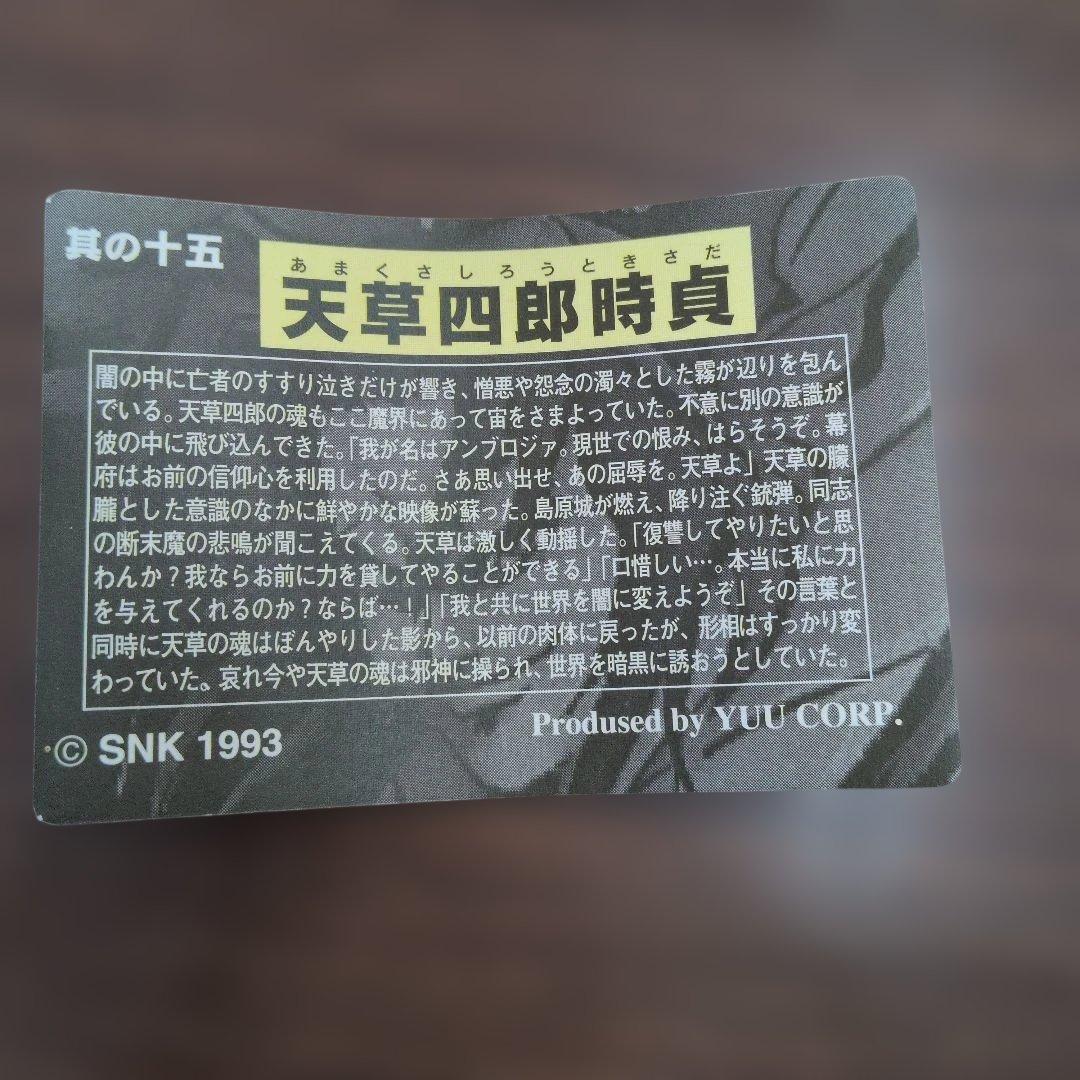 其の十五
あまくさしろうときさだ
天草四郎時貞
闇の中に亡者のすすり泣きだけが響き、憎悪や怨念の濁々とした霧が辺りを包ん
でいる。天草四郎の魂もここ魔界にあって宙をさまよっていた。不意に別の意識が
彼の中に飛び込んできた。「我が名はアンブロジァ。現世での恨み、はらそうぞ。幕
府はお前の信仰心を利用したのだ。さあ思い出せ、あの屈辱を。天草よ」天草の朦
朧とした意識のなかに鮮やかな映像が蘇った。島原城が燃え、降り注ぐ銃弾。同志
の断末魔の悲鳴が聞こえてくる。天草は激しく動揺した。「復讐してやりたいと思
わんか？我ならお前に力を貸してやることができる」「口惜しい…。本当に私に力
を与えてくれるのか？ならば…！」「我と共に世界を闇に変えようぞ」その言葉と
同時に天草の魂はぼんやりした影から、以前の肉体に戻ったが、形相はすっかり変
わっていた。哀れ今や天草の魂は邪神に操られ、世界を暗黒に誘おうとしていた。
© SNK 1993
Prodused by YUU CORP.